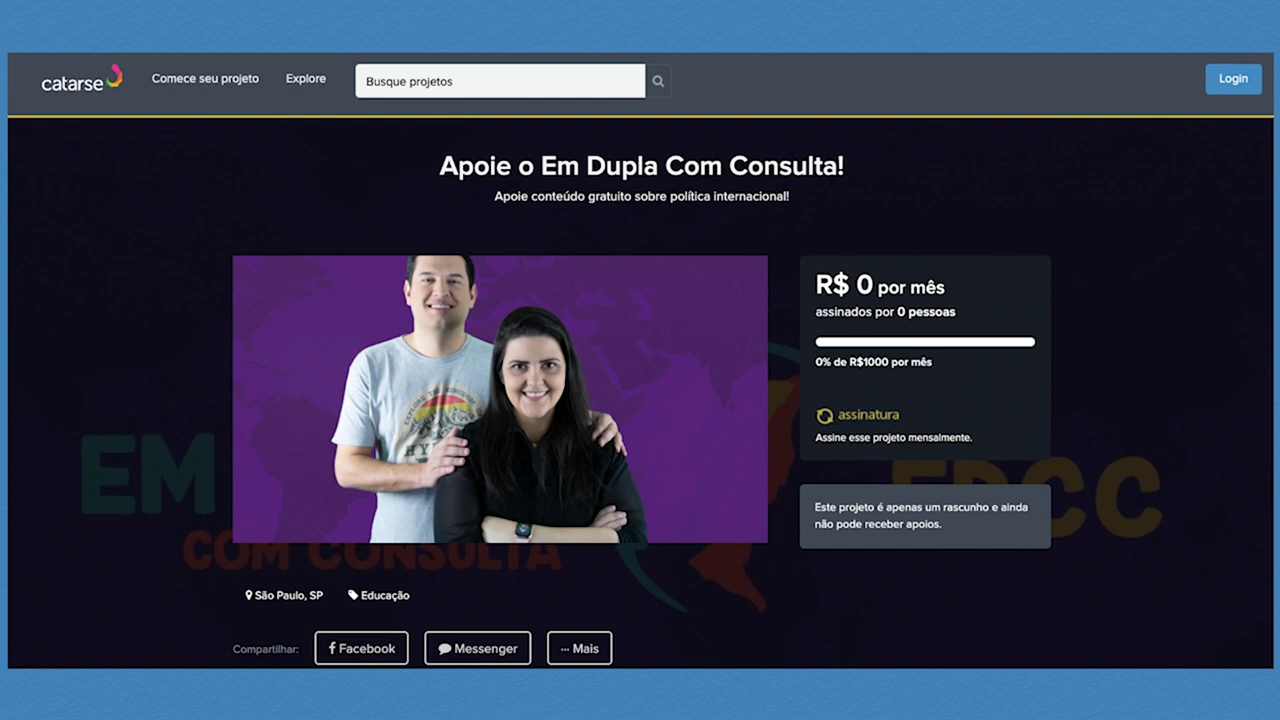 catarse
Comece seu projeto
Explore
Busque projetos
Login
Apoie o Em Dupla Com Consulta!
Apoie conteúdo gratuito sobre política internacional!
R$ 0 por mês
assinados por 0 pessoas
0% de R$1000 por mês
assinatura
Assine esse projeto mensalmente.
Este projeto é apenas um rascunho e ainda
não pode receber apoios.
EM
EDCC
COM CONSULTA
São Paulo, SP
Educação
Compartilhar:
Facebook
Messenger
··· Mais